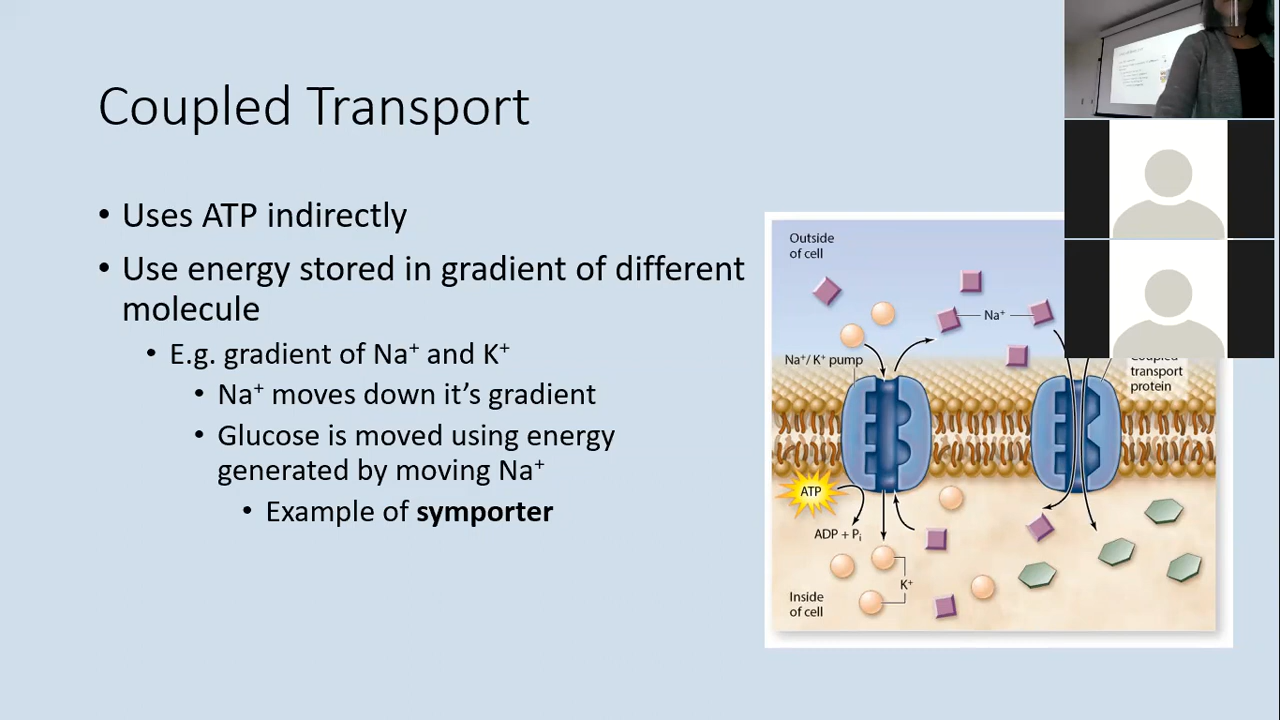 Coupled Transport
• Uses ATP indirectly
• Use energy stored in gradient of different
molecule
• E.g. gradient of Na⁺ and K⁺
• Na⁺ moves down it's gradient
• Glucose is moved using energy
generated by moving Na⁺
• Example of symporter
Outside
of cell
Na⁺
Na⁺/ K⁺ pump
Coupled
transport
protein
ATP
ADP + Pᵢ
K⁺
Inside
of cell